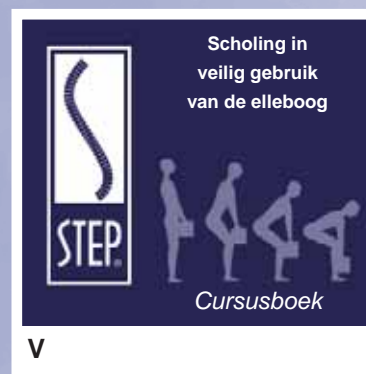 Scholing in
veilig gebruik
van de elleboog
STEP
Cursusboek
V